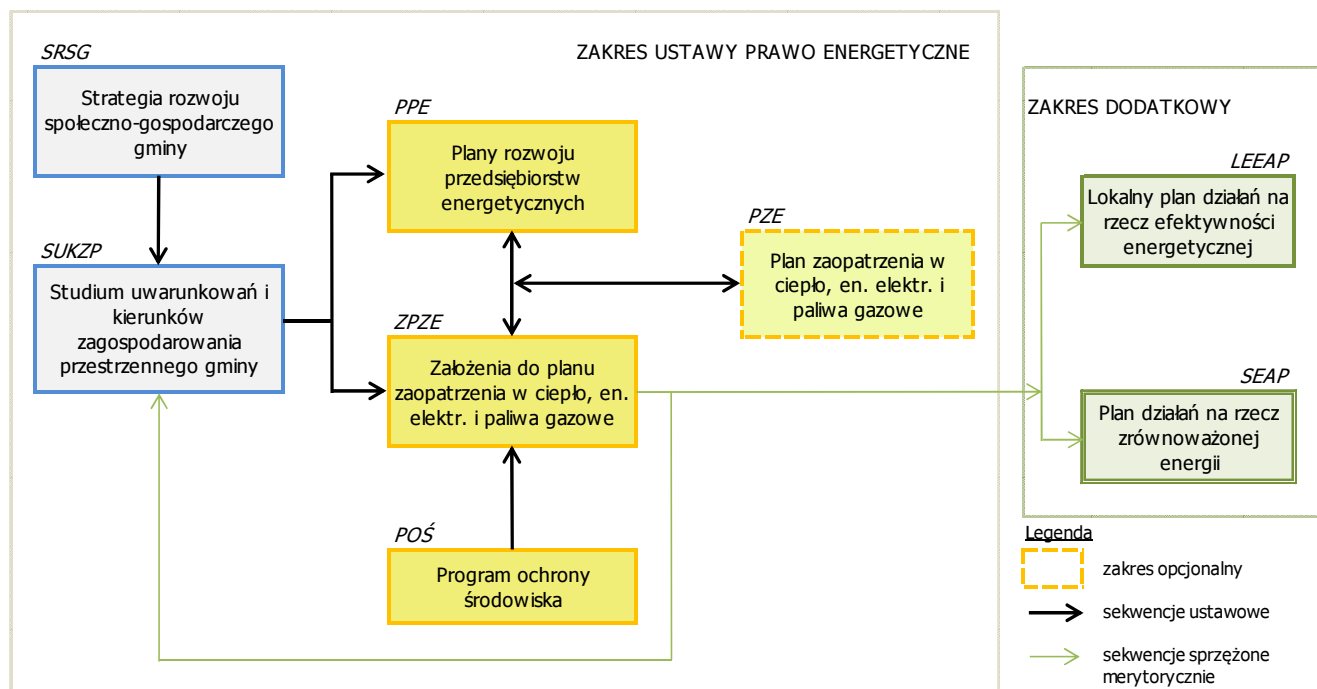 ZAKRES USTAWY PRAWO ENERGETYCZNE
SRSG
Strategia rozwoju
społeczno-gospodarczego
gminy
SUKZP
Studium uwarunkowań i
kierunków
zagospodarowania
przestrzennego gminy
PPE
Plany rozwoju
przedsiębiorstw
energetycznych
PZE
Plan zaopatrzenia w
ciepło, en. elektr. i
paliwa gazowe
ZPZE
Założenia do planu
zaopatrzenia w ciepło, en.
elektr. i paliwa gazowe
POŚ
Program ochrony
środowiska
ZAKRES DODATKOWY
LEEAP
Lokalny plan działań na
rzecz efektywności
energetycznej
SEAP
Plan działań na rzecz
zrównoważonej
energii
Legenda
zakres opcjonalny
sekwencje ustawowe
sekwencje sprzężone
merytorycznie